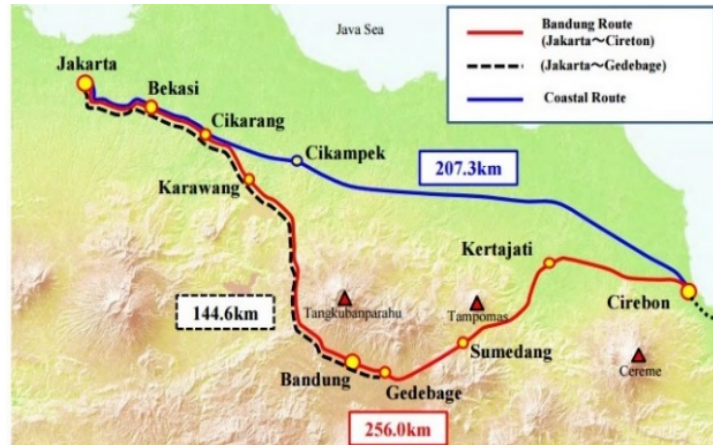 Java Sea
Bandung Route
(Jakarta～Cireton)
(Jakarta～Gedebage)
Coastal Route
Jakarta
Bekasi
Cikarang
Cikampek
207.3km
Karawang
Kertajati
144.6km
Tangkubanparahu
Tampomas
Cirebon
Sumedang
Bandung
Gedebage
Cereme
256.0km